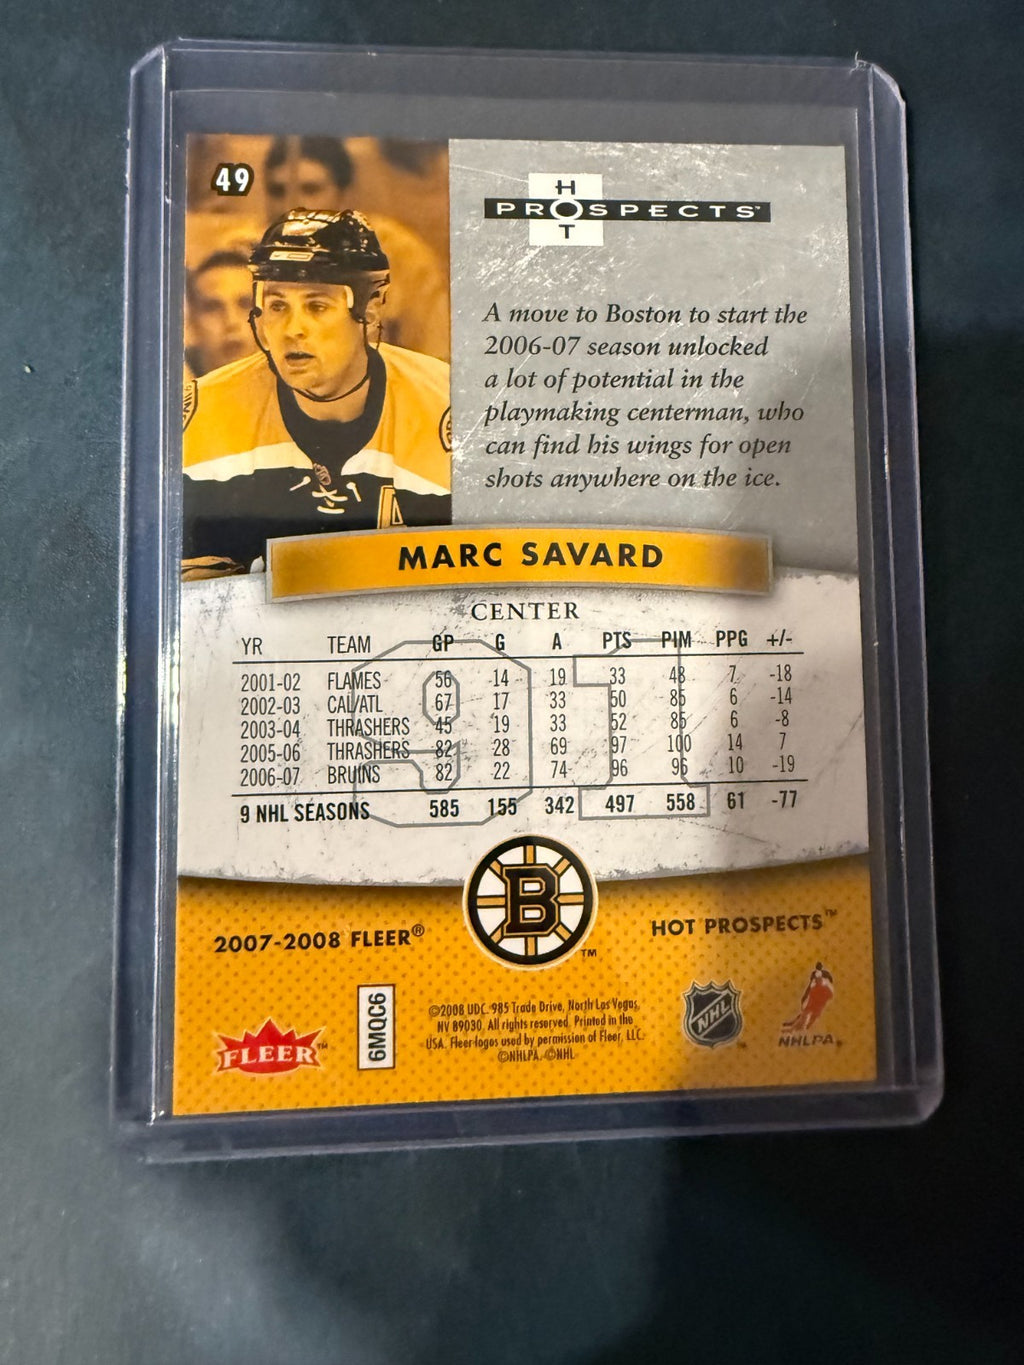 49
HOT
PROSPECTS™
A move to Boston to start the
2006-07 season unlocked
a lot of potential in the
playmaking centerman, who
can find his wings for open
shots anywhere on the ice.
MARC SAVARD
CENTER
YR TEAM GP G A PTS PIM PPG +/-
2001-02 FLAMES 56 14 19 33 48 7 -18
2002-03 CAL/ATL 67 17 33 50 85 6 -14
2003-04 THRASHERS 45 19 33 52 85 6 -8
2005-06 THRASHERS 82 28 69 97 100 14 7
2006-07 BRUINS 82 22 74 96 96 10 -19
9 NHL SEASONS 585 155 342 497 558 61 -77
91
B
™
2007-2008 FLEER®
HOT PROSPECTS™
FLEER™
6MQC6
©2008 UDC. 985 Trade Drive, North Las Vegas,
NV 89030. All rights reserved. Printed in the
USA. Fleer logos used by permission of Fleer, LLC.
©NHLPA. ©NHL
NHL
NHLPA®